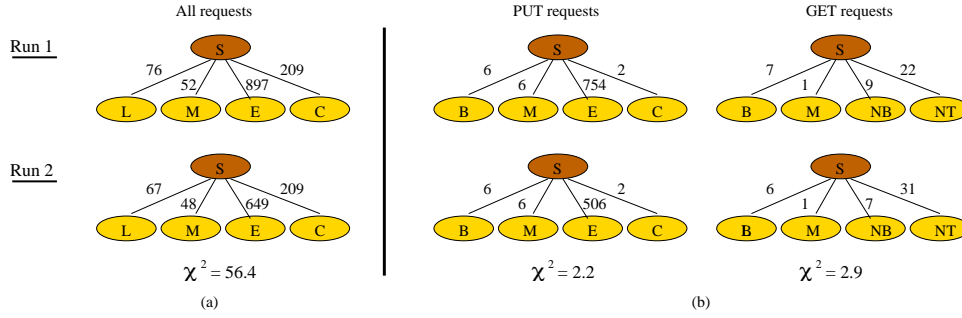 All requests
PUT requests
GET requests
Run 1
S
S
S
76 52 897 209
6 6 754 2
7 1 9 22
L M E C
B M E C
B M NB NT
Run 2
S
S
S
67 48 649 209
6 6 506 2
6 1 7 31
L M E C
B M E C
B M NB NT
χ² = 56.4
χ² = 2.2
χ² = 2.9
(a)
(b)